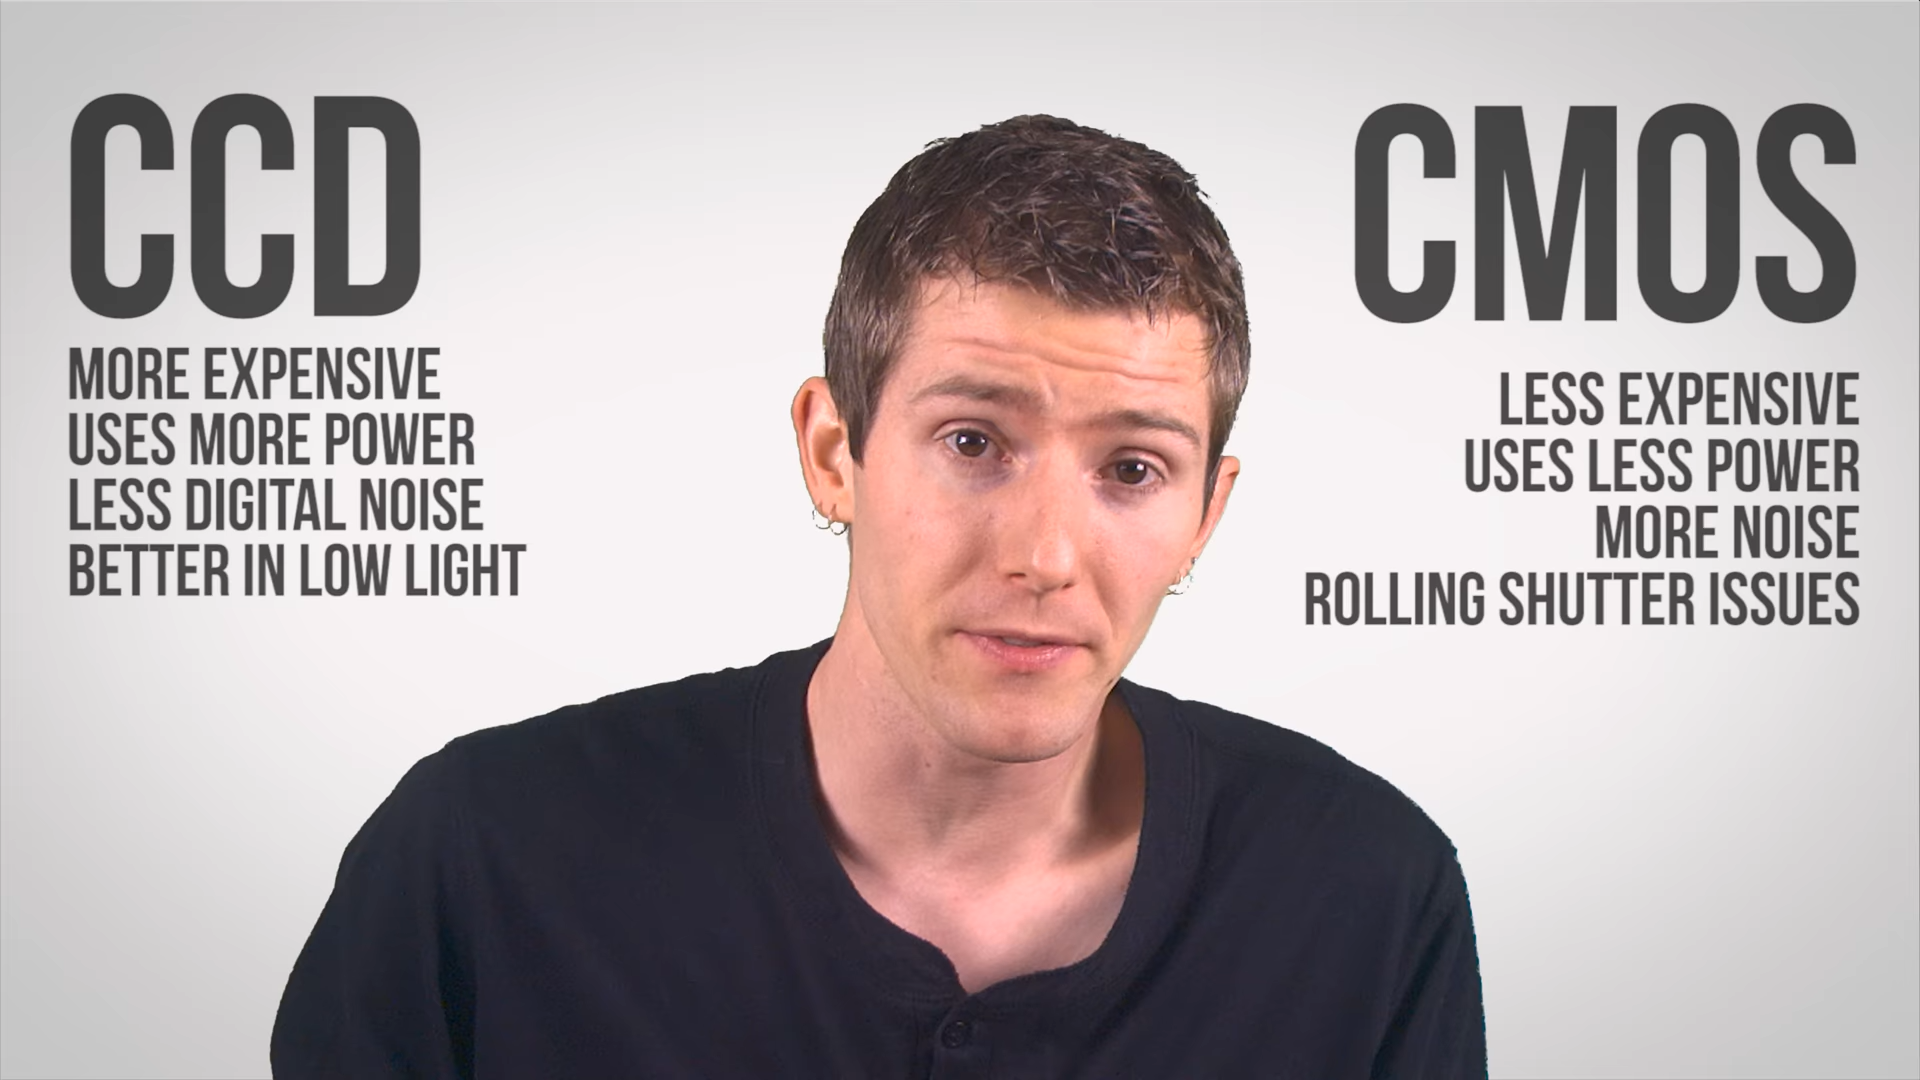 CCD
MORE EXPENSIVE
USES MORE POWER
LESS DIGITAL NOISE
BETTER IN LOW LIGHT
CMOS
LESS EXPENSIVE
USES LESS POWER
MORE NOISE
ROLLING SHUTTER ISSUES